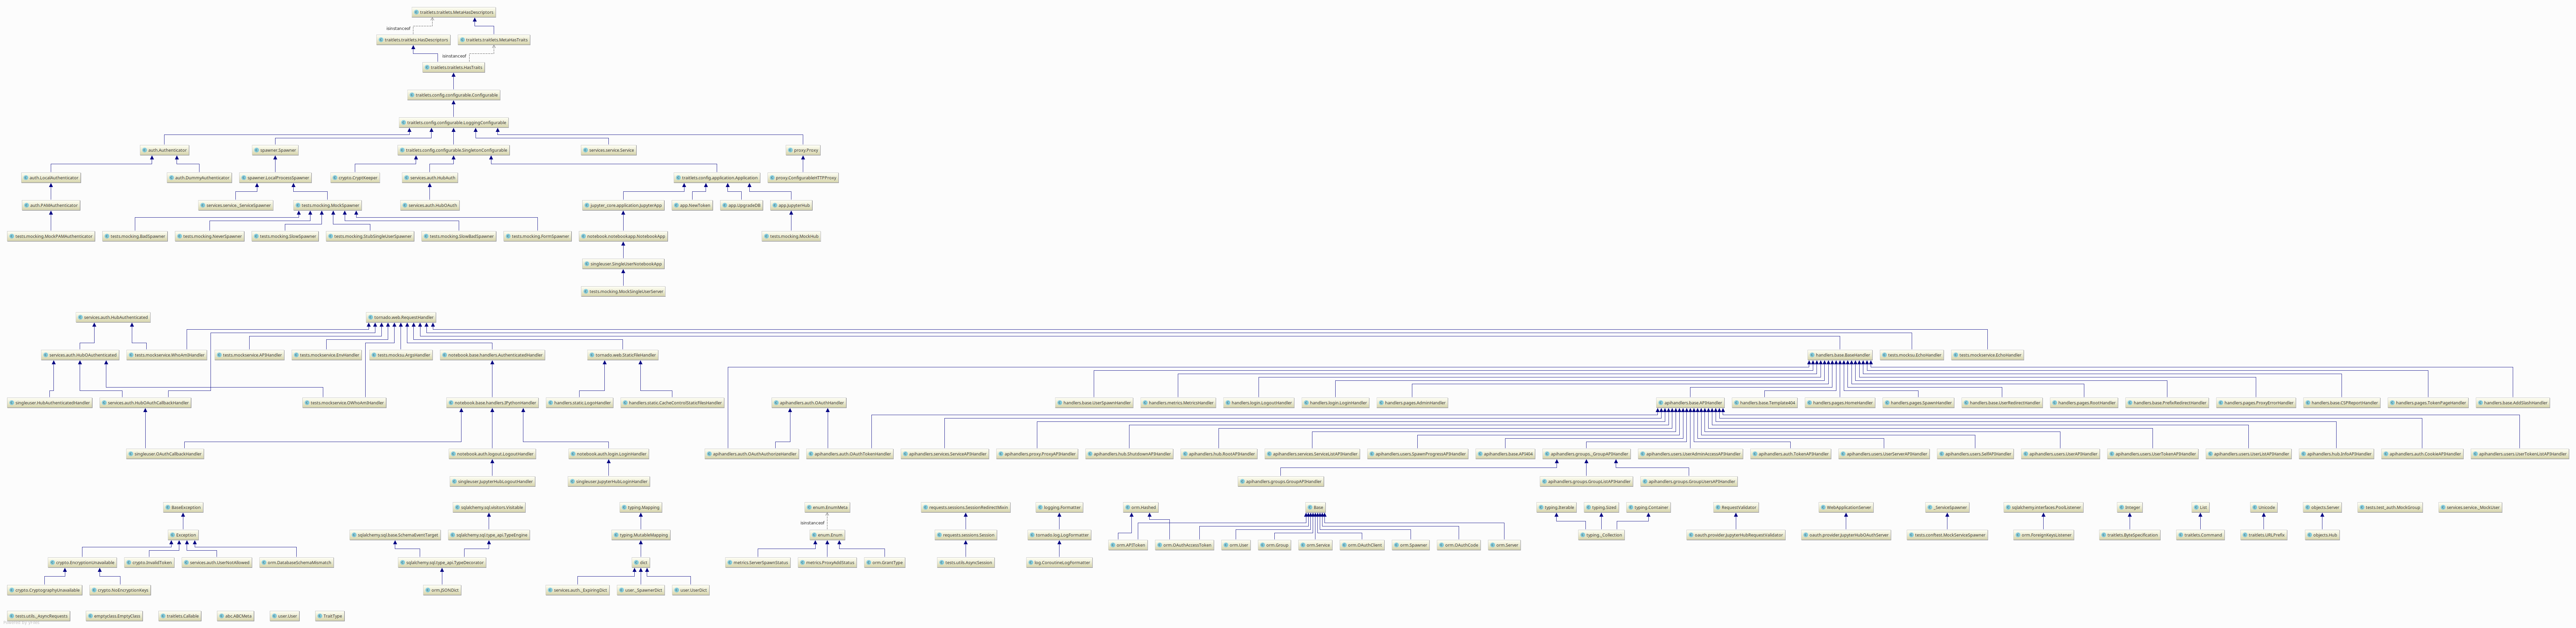 traitlets.traitlets.MetaHasDescriptors
isinstanceof
traitlets.traitlets.HasDescriptors
traitlets.traitlets.MetaHasTraits
isinstanceof
traitlets.traitlets.HasTraits
traitlets.config.configurable.Configurable
traitlets.config.configurable.LoggingConfigurable
auth.Authenticator
spawner.Spawner
traitlets.config.configurable.SingletonConfigurable
services.service.Service
proxy.Proxy
auth.LocalAuthenticator
auth.DummyAuthenticator
spawner.LocalProcessSpawner
crypto.CryptKeeper
services.auth.HubAuth
traitlets.config.application.Application
proxy.ConfigurableHTTPProxy
auth.PAMAuthenticator
services.service._ServiceSpawner
tests.mocking.MockSpawner
services.auth.HubOAuth
jupyter_core.application.JupyterApp
app.NewToken
app.UpgradeDB
app.JupyterHub
tests.mocking.MockPAMAuthenticator
tests.mocking.BadSpawner
tests.mocking.NeverSpawner
tests.mocking.SlowSpawner
tests.mocking.StubSingleUserSpawner
tests.mocking.SlowBadSpawner
tests.mocking.FormSpawner
notebook.notebookapp.NotebookApp
tests.mocking.MockHub
singleuser.SingleUserNotebookApp
tests.mocking.MockSingleUserServer
services.auth.HubAuthenticated
tornado.web.RequestHandler
services.auth.HubOAuthenticated
tests.mockservice.WhoAmIHandler
tests.mockservice.APIHandler
tests.mockservice.EnvHandler
tests.mocksu.ArgsHandler
notebook.base.handlers.AuthenticatedHandler
tornado.web.StaticFileHandler
handlers.base.BaseHandler
tests.mocksu.EchoHandler
tests.mockservice.EchoHandler
singleuser.HubAuthenticatedHandler
services.auth.HubOAuthCallbackHandler
tests.mockservice.OWhoAmIHandler
notebook.base.handlers.IPythonHandler
handlers.static.LogoHandler
handlers.static.CacheControlStaticFilesHandler
apihandlers.auth.OAuthHandler
handlers.base.UserSpawnHandler
handlers.metrics.MetricsHandler
handlers.login.LogoutHandler
handlers.login.LoginHandler
handlers.pages.AdminHandler
apihandlers.base.APIHandler
handlers.base.Template404
handlers.pages.HomeHandler
handlers.pages.SpawnHandler
handlers.base.UserRedirectHandler
handlers.pages.RootHandler
handlers.base.PrefixRedirectHandler
handlers.pages.ProxyErrorHandler
handlers.base.CSPReportHandler
handlers.pages.TokenPageHandler
handlers.base.AddSlashHandler
singleuser.OAuthCallbackHandler
notebook.auth.logout.LogoutHandler
notebook.auth.login.LoginHandler
apihandlers.auth.OAuthAuthorizeHandler
apihandlers.auth.OAuthTokenHandler
apihandlers.services.ServiceAPIHandler
apihandlers.proxy.ProxyAPIHandler
apihandlers.hub.ShutdownAPIHandler
apihandlers.hub.RootAPIHandler
apihandlers.services.ServiceListAPIHandler
apihandlers.users.SpawnProgressAPIHandler
apihandlers.base.API404
apihandlers.groups._GroupAPIHandler
apihandlers.users.UserAdminAccessAPIHandler
apihandlers.auth.TokenAPIHandler
apihandlers.users.UserServerAPIHandler
apihandlers.users.SelfAPIHandler
apihandlers.users.UserAPIHandler
apihandlers.users.UserTokenAPIHandler
apihandlers.users.UserListAPIHandler
apihandlers.hub.InfoAPIHandler
apihandlers.auth.CookieAPIHandler
apihandlers.users.UserTokenListAPIHandler
singleuser.JupyterHubLogoutHandler
singleuser.JupyterHubLoginHandler
apihandlers.groups.GroupAPIHandler
apihandlers.groups.GroupListAPIHandler
apihandlers.groups.GroupUsersAPIHandler
BaseException
sqlalchemy.sql.visitors.Visitable
typing.Mapping
enum.EnumMeta
requests.sessions.SessionRedirectMixin
logging.Formatter
orm.Hashed
Base
typing.Iterable
typing.Sized
typing.Container
RequestValidator
WebApplicationServer
_ServiceSpawner
sqlalchemy.interfaces.PoolListener
Integer
List
Unicode
objects.Server
tests.test_auth.MockGroup
services.service._MockUser
isinstanceof
Exception
sqlalchemy.sql.base.SchemaEventTarget
sqlalchemy.sql.type_api.TypeEngine
typing.MutableMapping
enum.Enum
requests.sessions.Session
tornado.log.LogFormatter
orm.APIToken
orm.OAuthAccessToken
orm.User
orm.Group
orm.Service
orm.OAuthClient
orm.Spawner
orm.OAuthCode
orm.Server
typing._Collection
oauth.provider.JupyterHubRequestValidator
oauth.provider.JupyterHubOAuthServer
tests.conftest.MockServiceSpawner
orm.ForeignKeysListener
traitlets.ByteSpecification
traitlets.Command
traitlets.URLPrefix
objects.Hub
crypto.EncryptionUnavailable
crypto.InvalidToken
services.auth.UserNotAllowed
orm.DatabaseSchemaMismatch
sqlalchemy.sql.type_api.TypeDecorator
dict
metrics.ServerSpawnStatus
metrics.ProxyAddStatus
orm.GrantType
tests.utils.AsyncSession
log.CoroutineLogFormatter
crypto.CryptographyUnavailable
crypto.NoEncryptionKeys
orm.JSONDict
services.auth._ExpiringDict
user._SpawnerDict
user.UserDict
tests.utils._AsyncRequests
emptyclass.EmptyClass
traitlets.Callable
abc.ABCMeta
user.User
TraitType